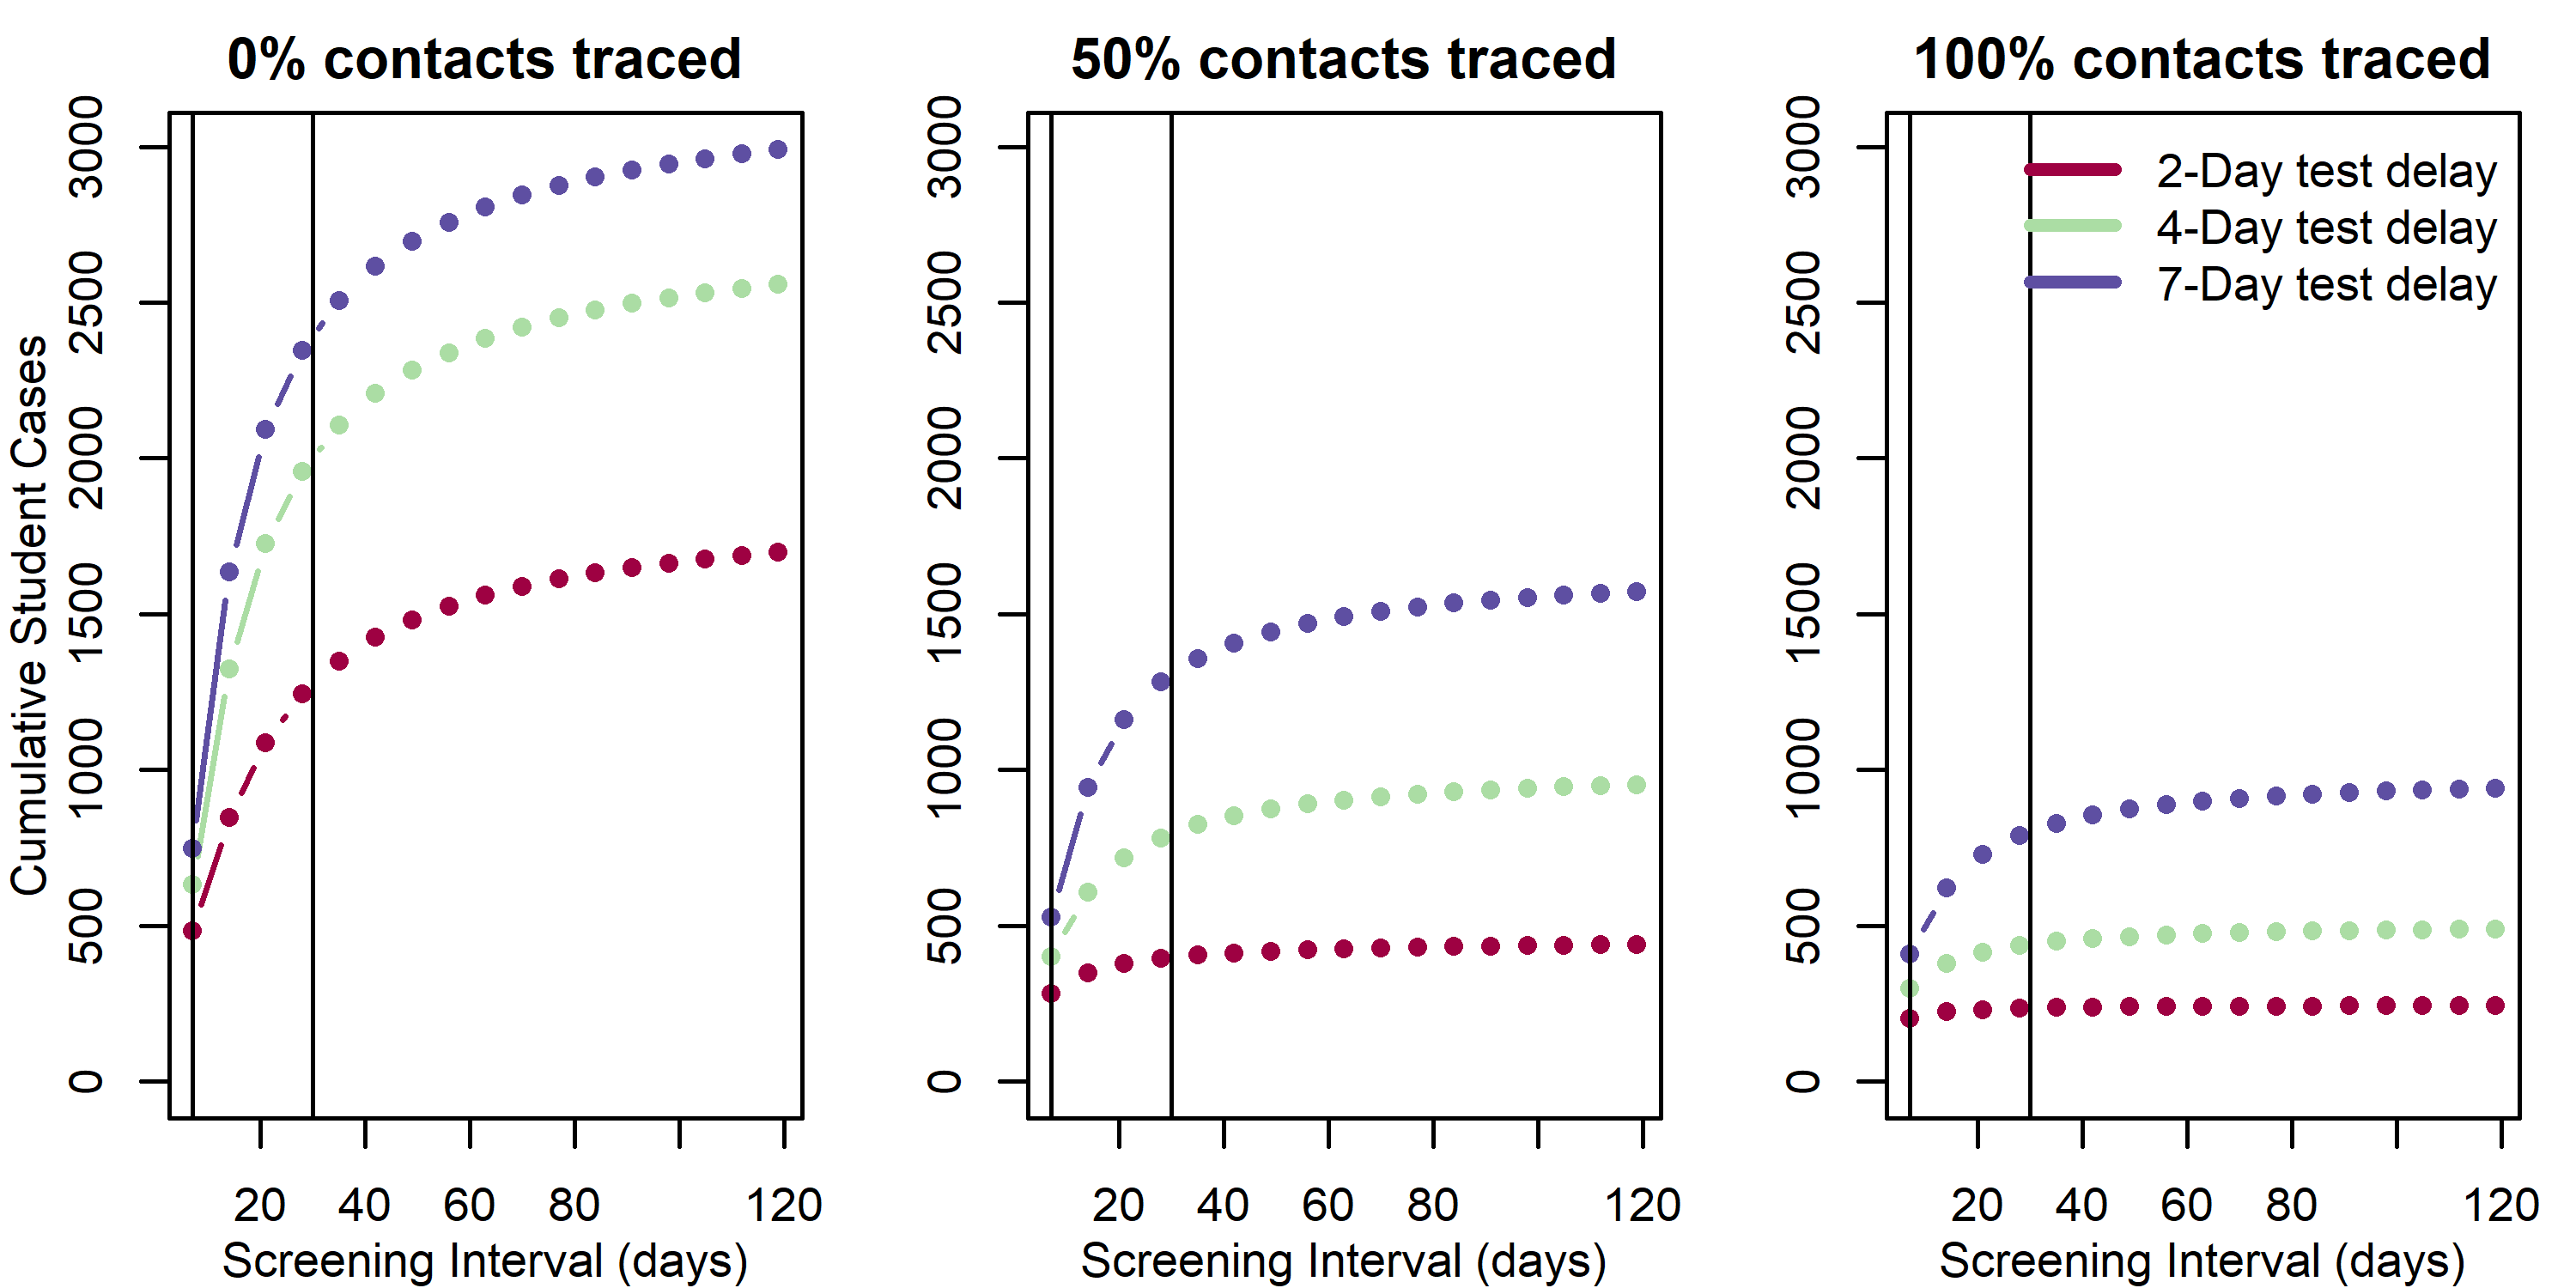 0% contacts traced
50% contacts traced
100% contacts traced
Cumulative Student Cases
3000
2500
2000
1500
1000
500
0
20 40 60 80 120
Screening Interval (days)
3000
2500
2000
1500
1000
500
0
20 40 60 80 120
Screening Interval (days)
3000
2500
2000
1500
1000
500
0
2-Day test delay
4-Day test delay
7-Day test delay
20 40 60 80 120
Screening Interval (days)